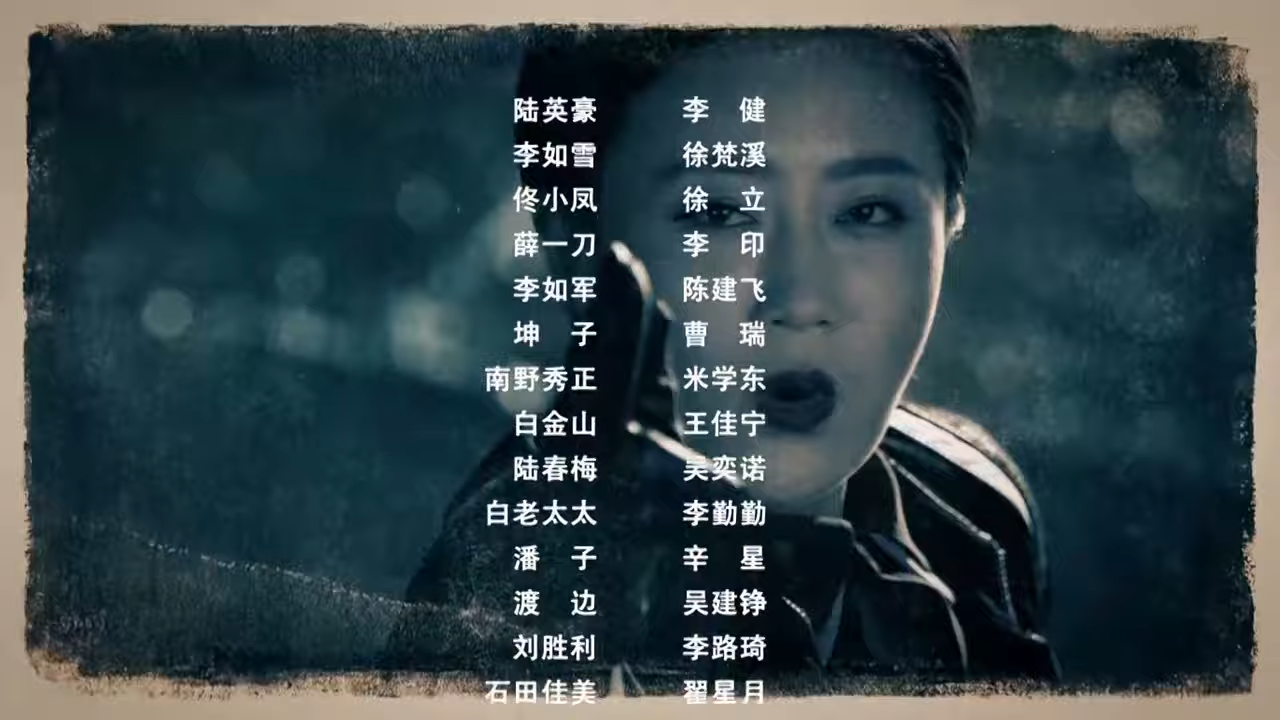 陆英豪 李健
李如雪 徐梵溪
佟小凤 徐立
薛一刀 李印
李如军 陈建飞
坤子 曹瑞
南野秀正 米学东
白金山 王佳宁
陆春梅 吴奕诺
白老太太 李勤勤
潘子 辛星
渡边 吴建铮
刘胜利 李路琦
石田佳美 翟星月